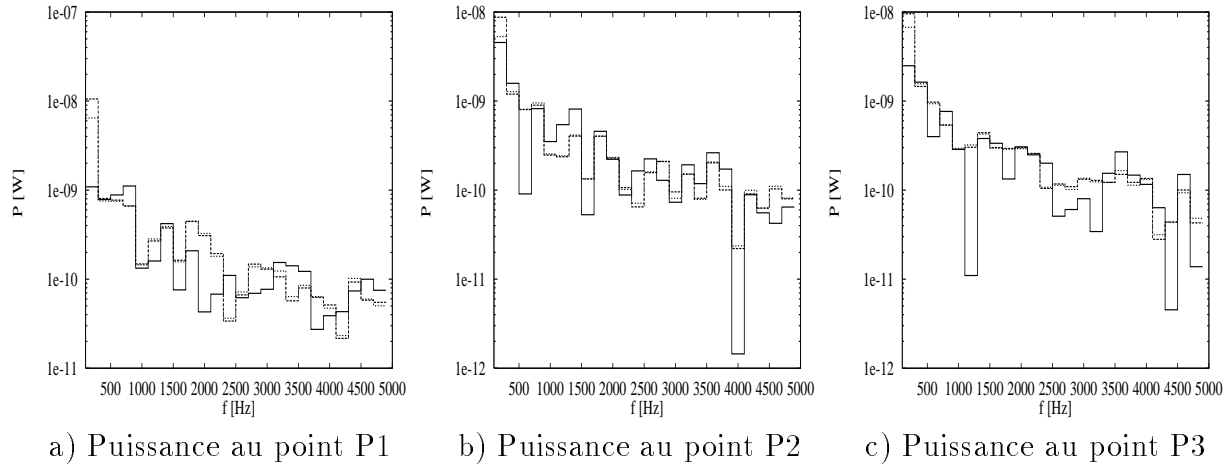 1e-07
1e-08
1e-09
1e-10
1e-11
P [W]
500 1000 1500 2000 2500 3000 3500 4000 4500 5000
f [Hz]
a) Puissance au point P1
1e-08
1e-09
1e-10
1e-11
1e-12
P [W]
500 1000 1500 2000 2500 3000 3500 4000 4500 5000
f [Hz]
b) Puissance au point P2
1e-08
1e-09
1e-10
1e-11
1e-12
P [W]
500 1000 1500 2000 2500 3000 3500 4000 4500 5000
f [Hz]
c) Puissance au point P3